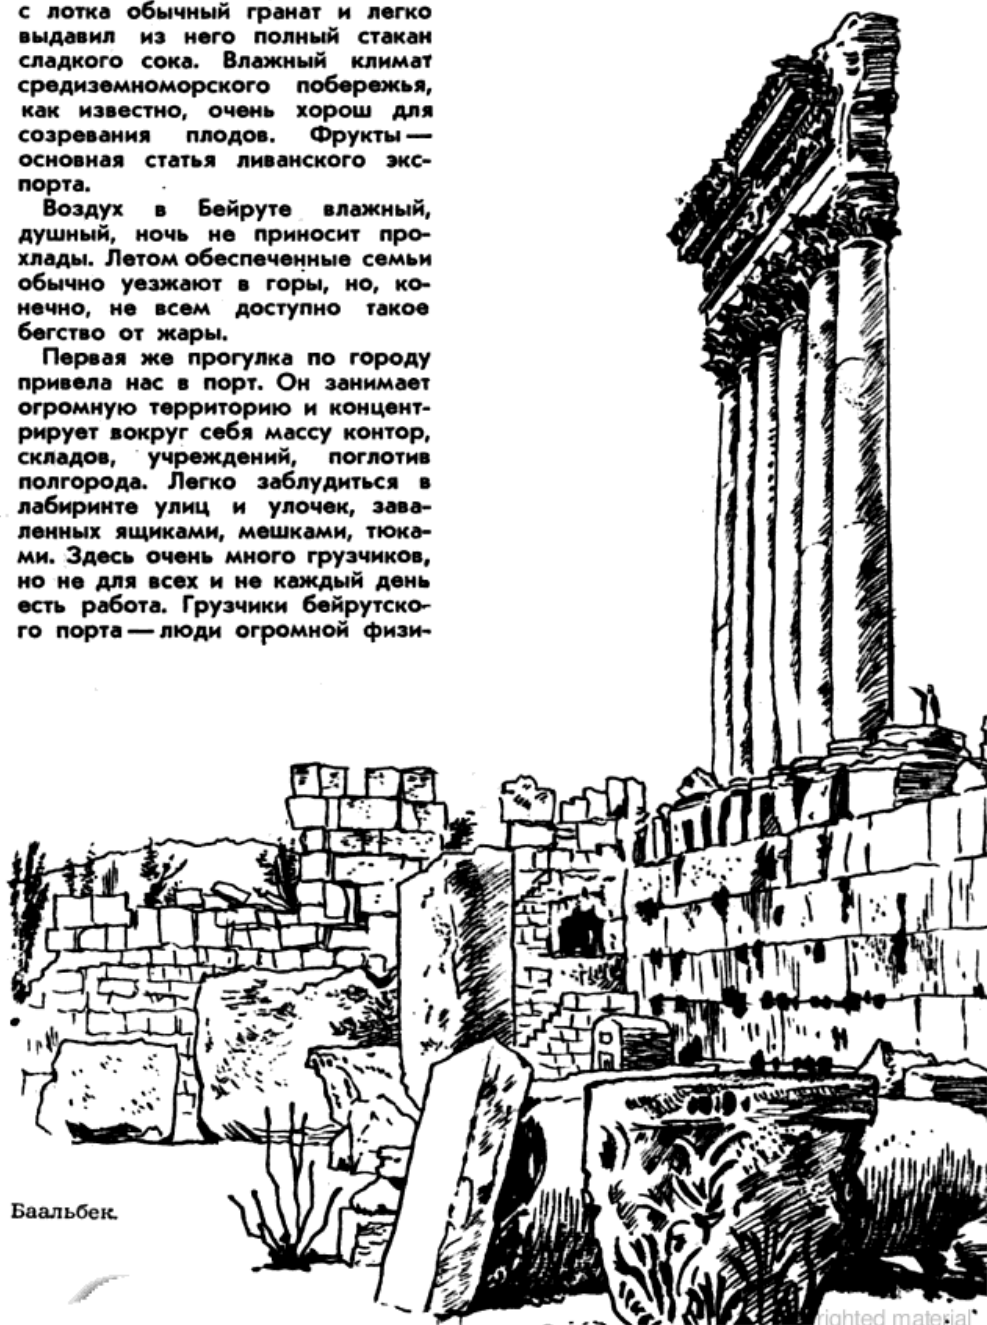 с лотка обычный гранат и легко
выдавил из него полный стакан
сладкого сока. Влажный климат
средиземноморского побережья,
как известно, очень хорош для
созревания плодов. Фрукты —
основная статья ливанского экс-
порта.
Воздух в Бейруте влажный,
душный, ночь не приносит про-
хлады. Летом обеспеченные семьи
обычно уезжают в горы, но, ко-
нечно, не всем доступно такое
бегство от жары.
Первая же прогулка по городу
привела нас в порт. Он занимает
огромную территорию и концент-
рирует вокруг себя массу контор,
складов, учреждений, поглотив
полгорода. Легко заблудиться в
лабиринте улиц и улочек, зава-
ленных ящиками, мешками, тюка-
ми. Здесь очень много грузчиков,
но не для всех и не каждый день
есть работа. Грузчики бейрутско-
го порта — люди огромной физи-
Баальбек.
material